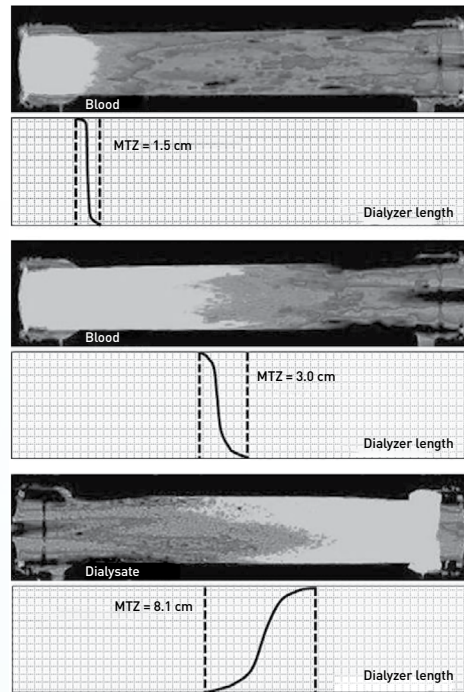 Blood
MTZ = 1.5 cm
Dialyzer length
Blood
MTZ = 3.0 cm
Dialyzer length
Dialysate
MTZ = 8.1 cm
Dialyzer length